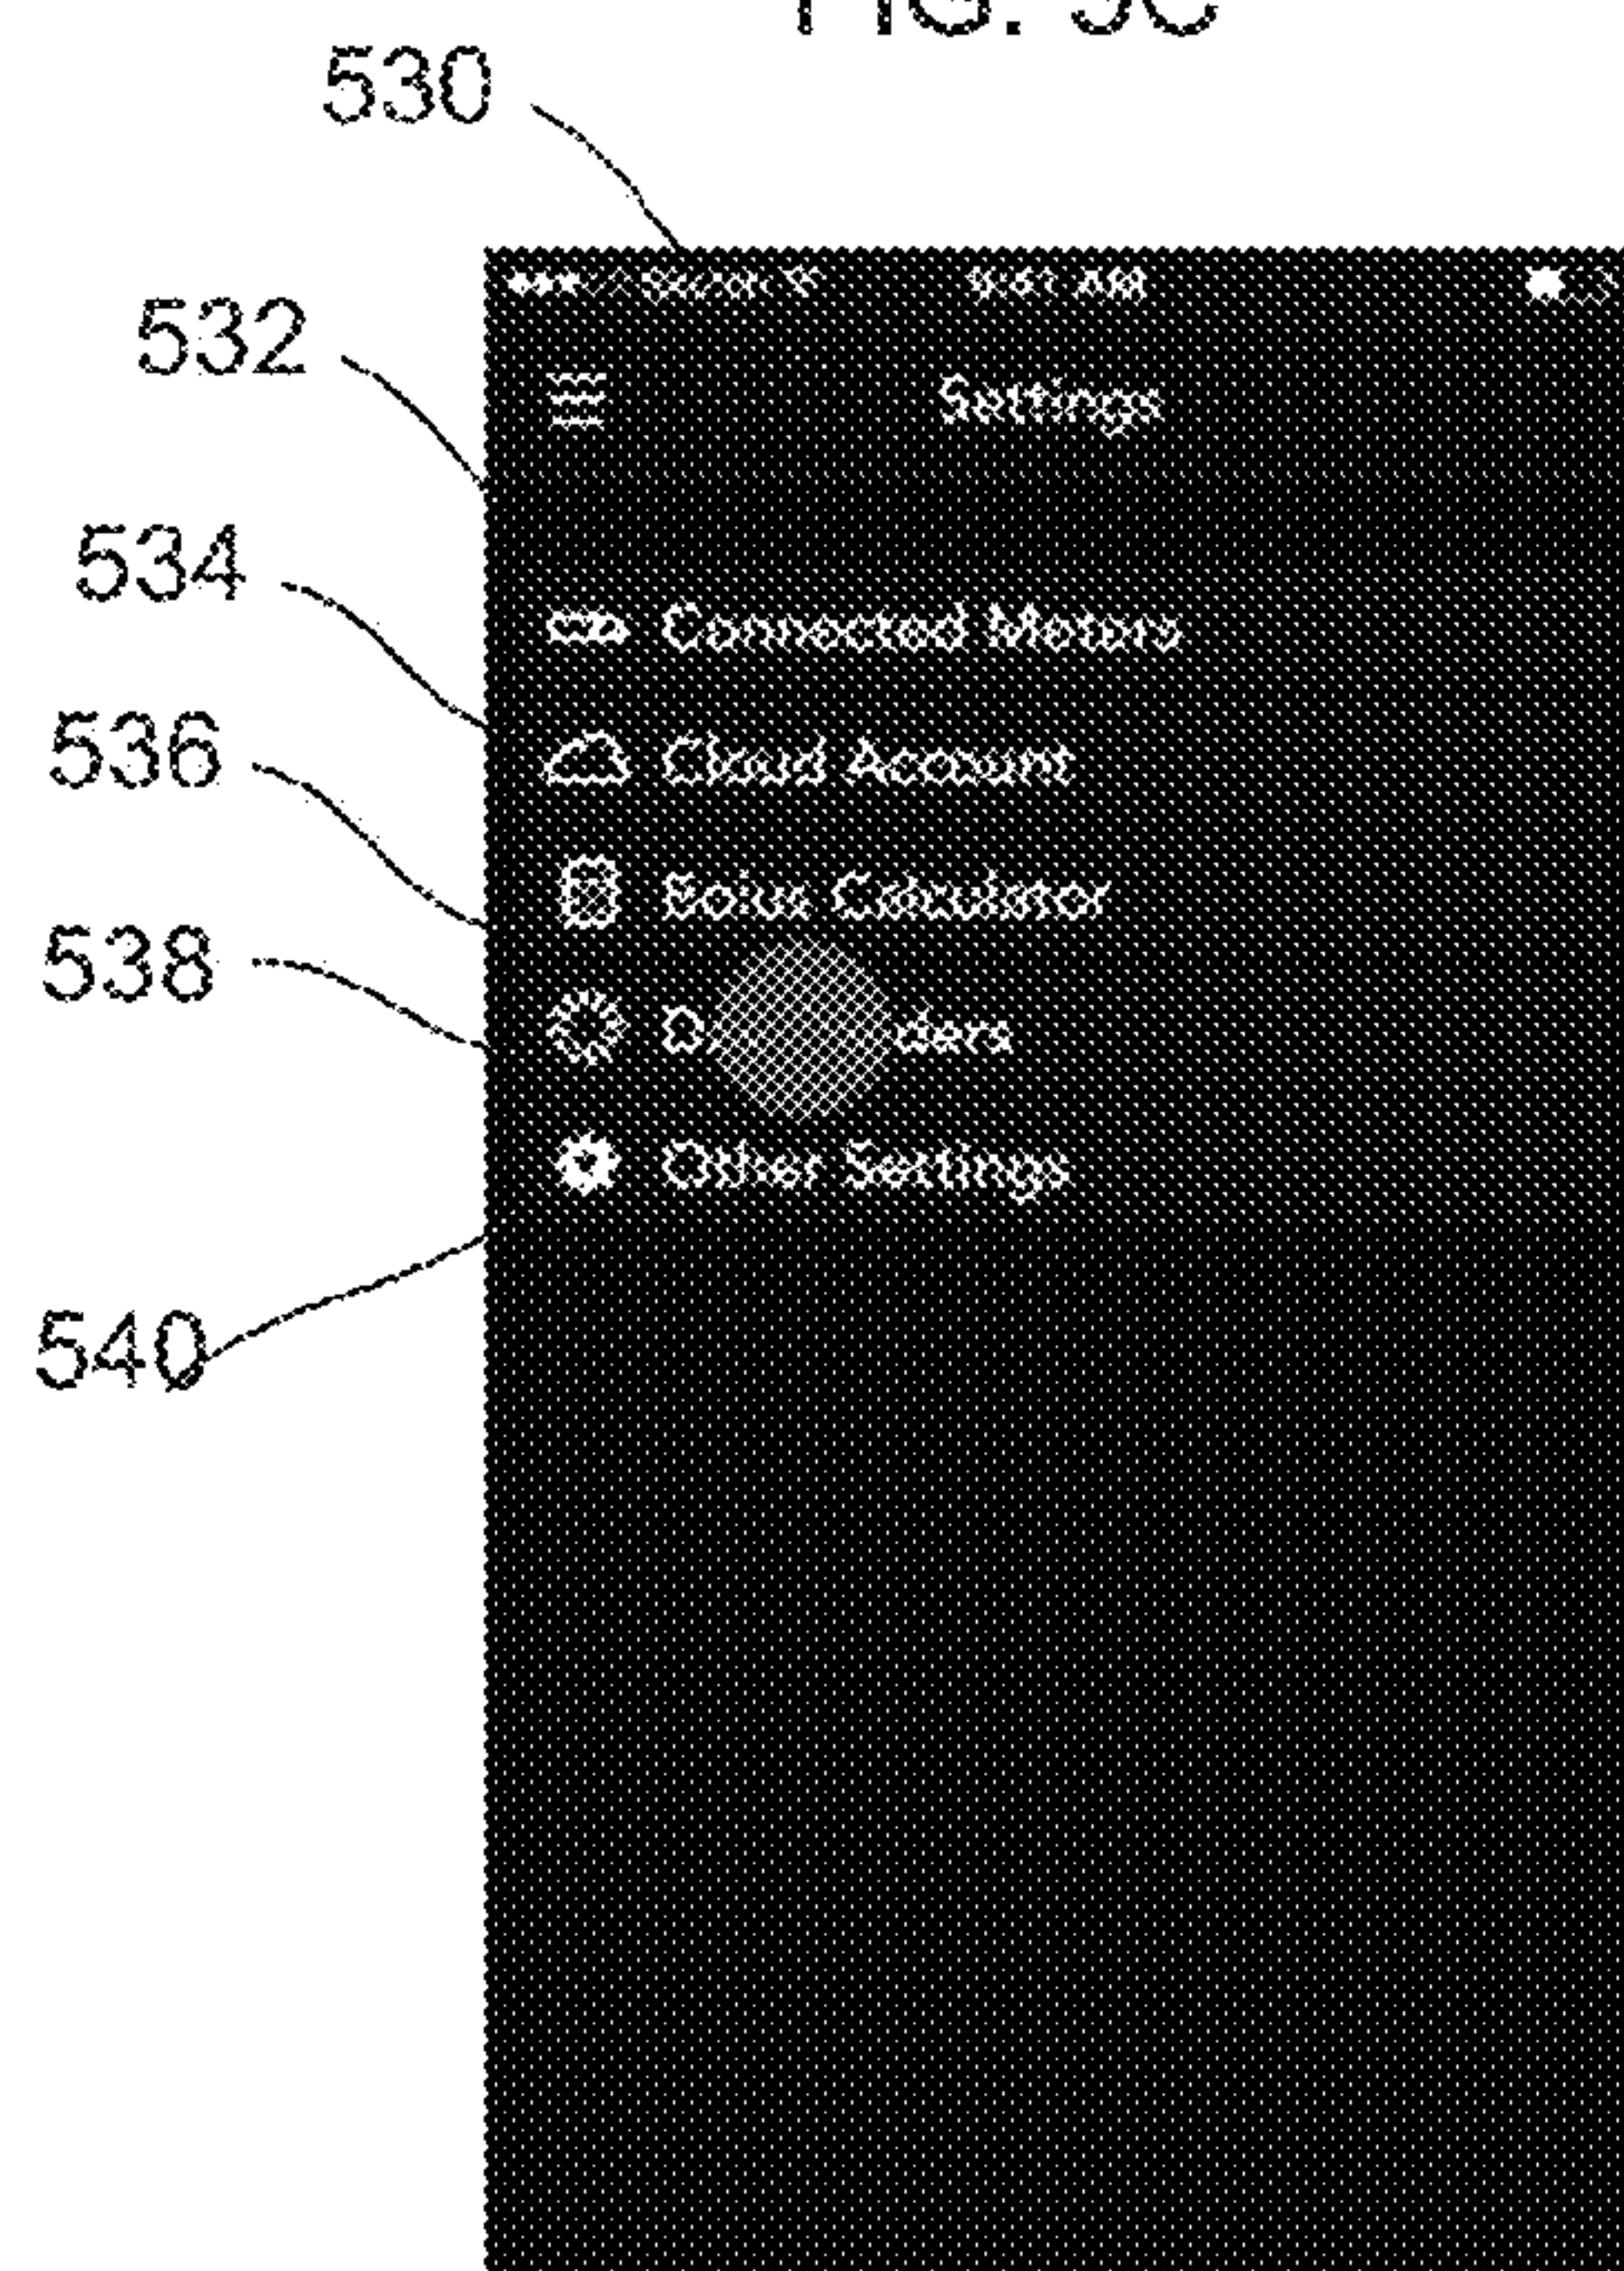 530
532
Settings
534
Connected Meters
536
Cloud Account
538
Bolus Calculator
Other Settings
540